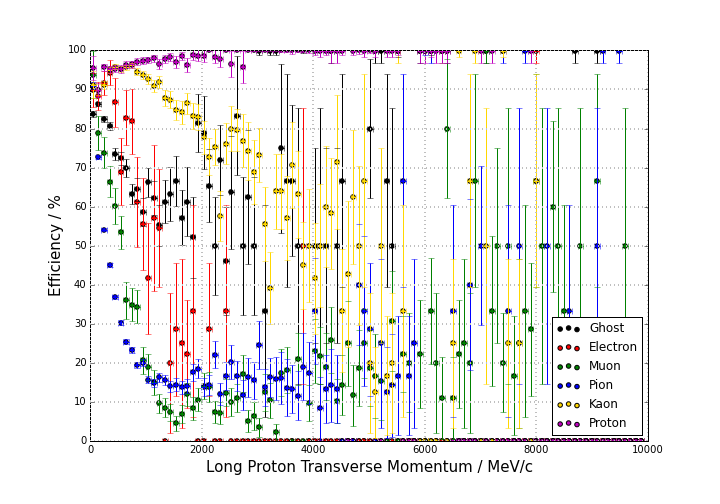 100
90
80
70
60
50
40
30
20
10
0
Efficiency / %
0
2000
4000
6000
8000
10000
Long Proton Transverse Momentum / MeV/c
Ghost
Electron
Muon
Pion
Kaon
Proton